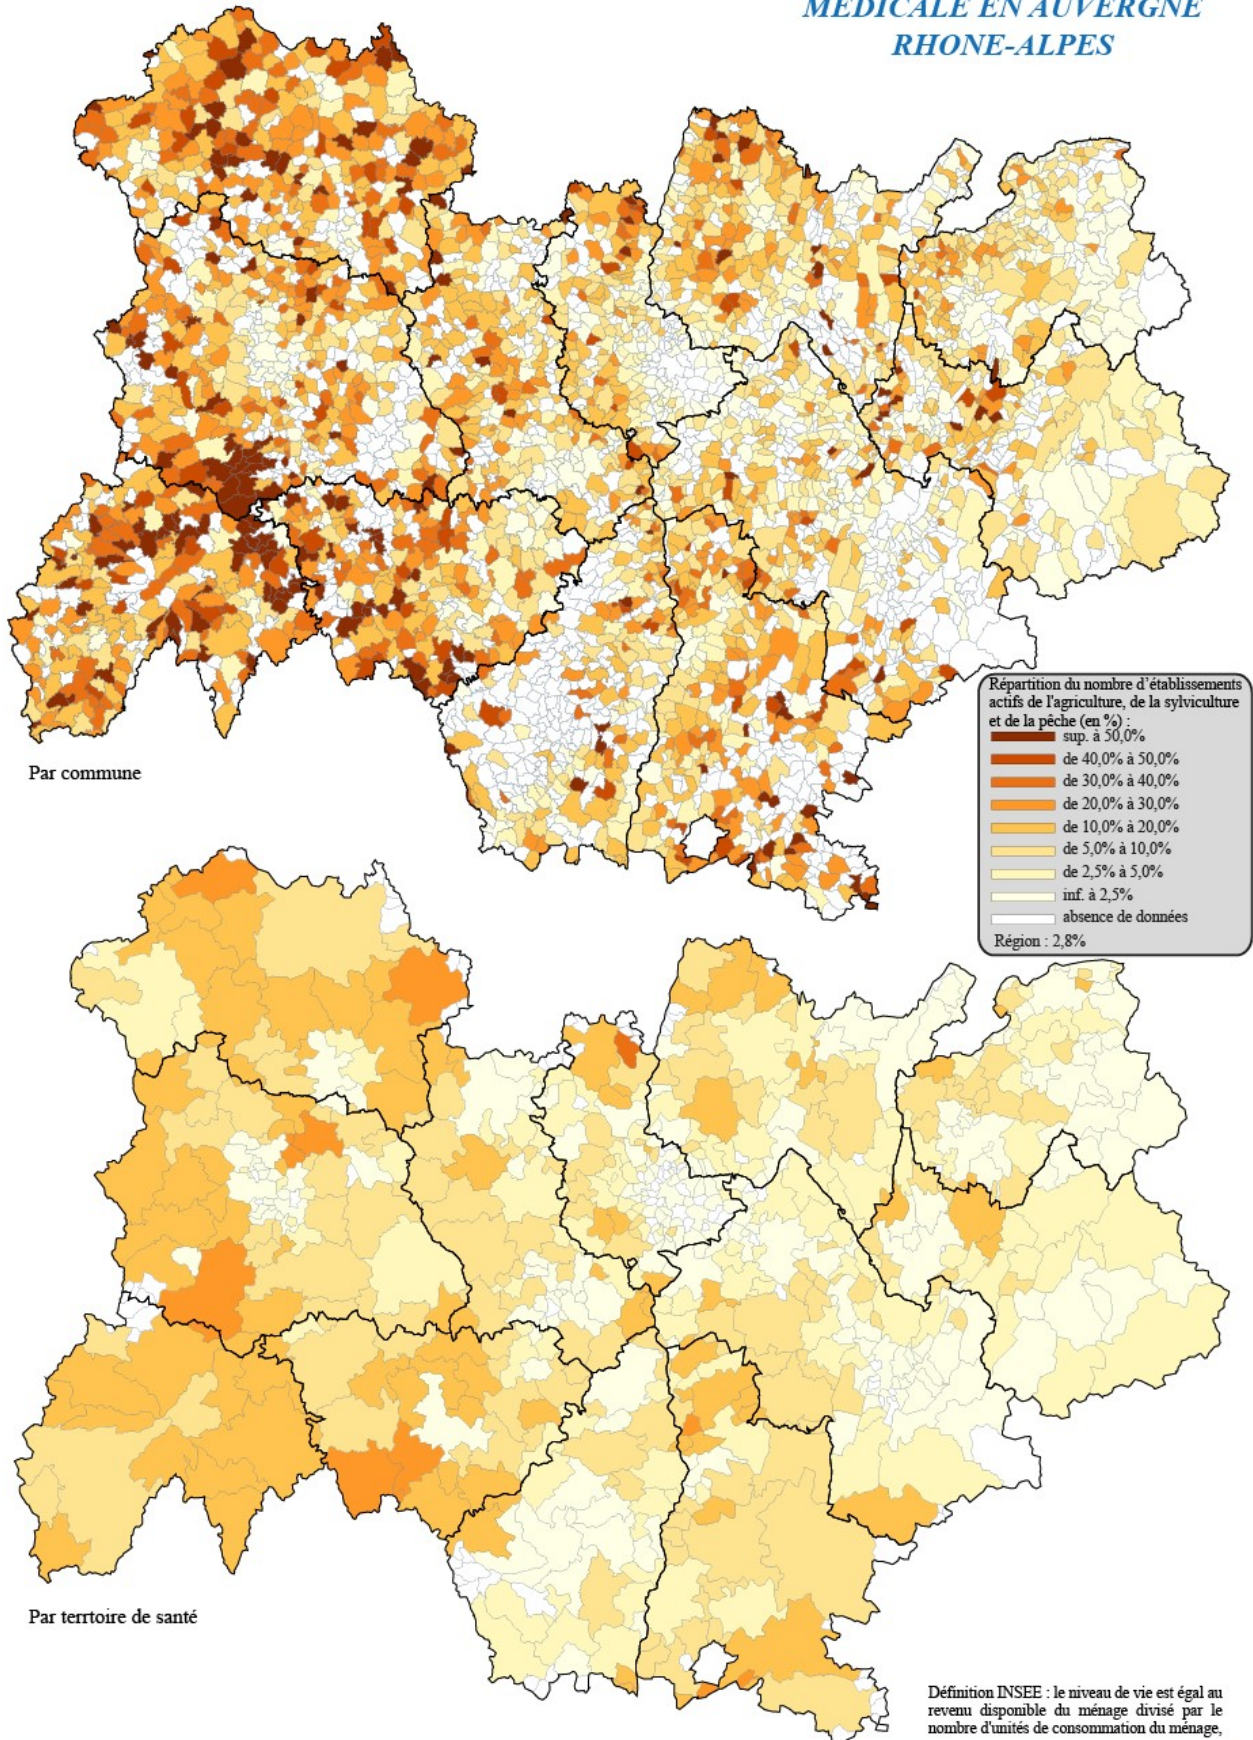 MÉDICALE EN AUVERGNE
RHONE-ALPES
Répartition du nombre d'établissements
actifs de l'agriculture, de la sylviculture
et de la pêche (en %) :
sup. à 50,0%
de 40,0% à 50,0%
de 30,0% à 40,0%
de 20,0% à 30,0%
de 10,0% à 20,0%
de 5,0% à 10,0%
de 2,5% à 5,0%
inf. à 2,5%
absence de données
Région : 2,8%
Par commune
Par terrtoire de santé
Définition INSEE : le niveau de vie est égal au
revenu disponible du ménage divisé par le
nombre d'unités de consommation du ménage,